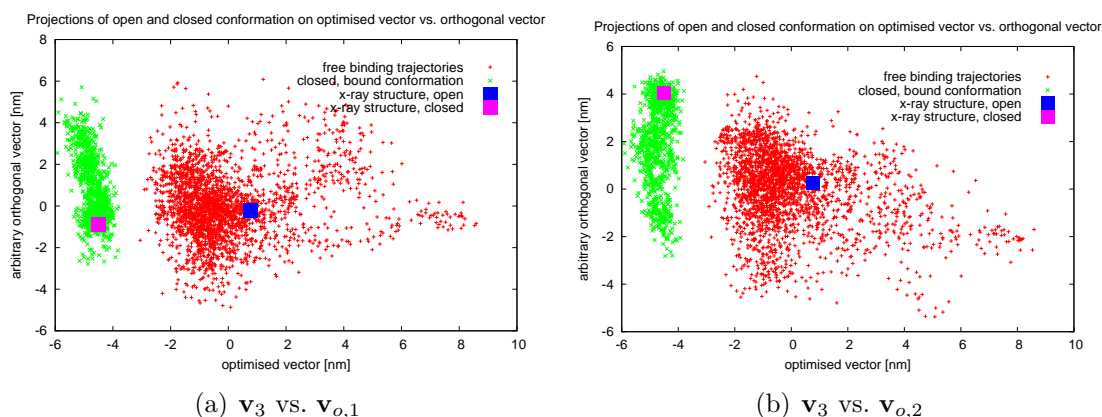 Projections of open and closed conformation on optimised vector vs. orthogonal vector
8
6
4
2
0
-2
-4
-6
arbitrary orthogonal vector [nm]
free binding trajectories
closed, bound conformation
x-ray structure, open
x-ray structure, closed
-6 -4 -2 0 2 4 6 8 10
optimised vector [nm]
(a) v3 vs. vo,1
Projections of open and closed conformation on optimised vector vs. orthogonal vector
6
4
2
0
-2
-4
-6
arbitrary orthogonal vector [nm]
free binding trajectories
closed, bound conformation
x-ray structure, open
x-ray structure, closed
-6 -4 -2 0 2 4 6 8 10
optimised vector [nm]
(b) v3 vs. vo,2